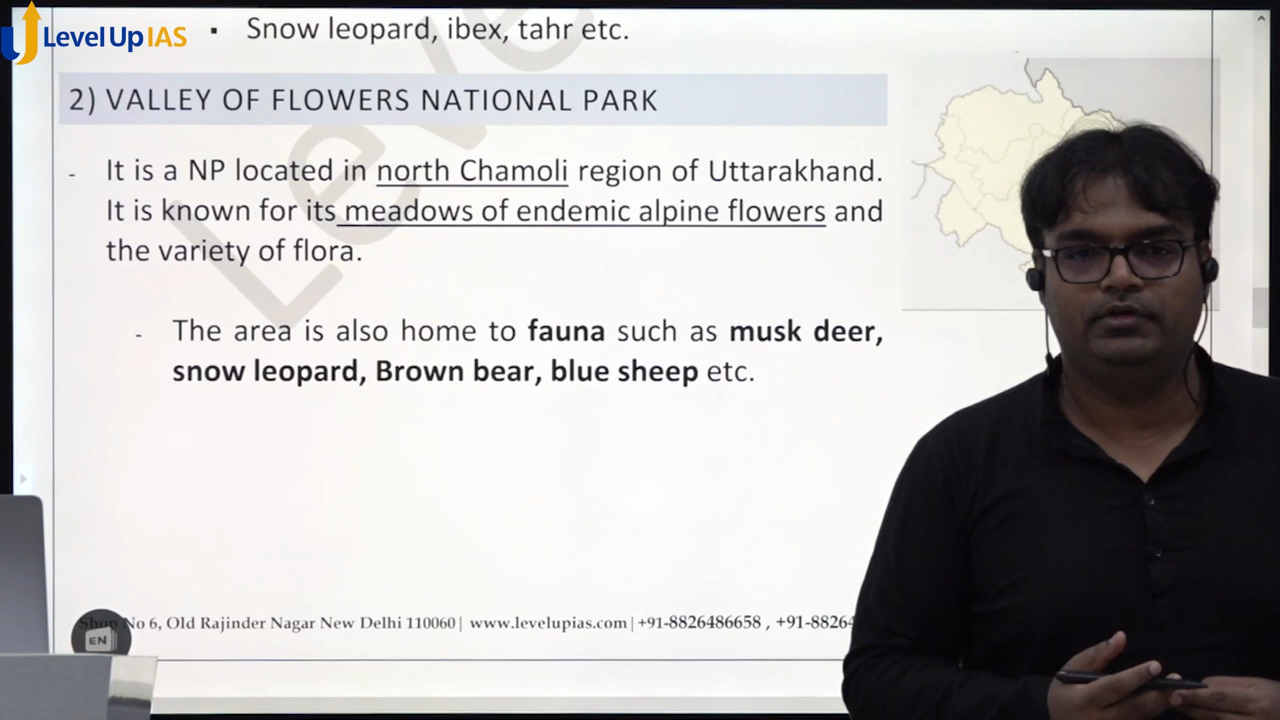 Level Up IAS
▪ Snow leopard, ibex, tahr etc.
2) VALLEY OF FLOWERS NATIONAL PARK
- It is a NP located in north Chamoli region of Uttarakhand.
It is known for its meadows of endemic alpine flowers and
the variety of flora.
- The area is also home to fauna such as musk deer,
snow leopard, Brown bear, blue sheep etc.
Shop No 6, Old Rajinder Nagar New Delhi 110060| www.levelupias.com | +91-8826486658 , +91-8826
EN